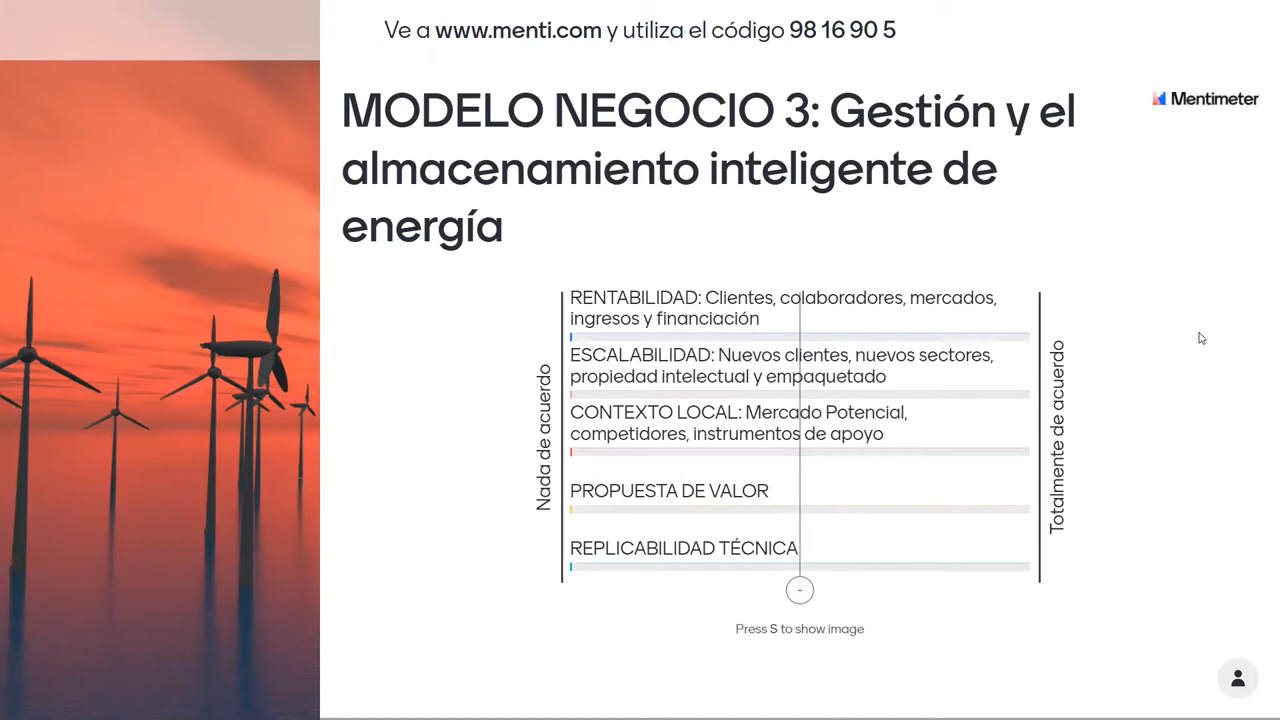 Ve a www.menti.com y utiliza el código 98 16 90 5
MODELO NEGOCIO 3: Gestión y el
almacenamiento inteligente de
energía
Mentimeter
Nada de acuerdo
RENTABILIDAD: Clientes, colaboradores, mercados,
ingresos y financiación
ESCALABILIDAD: Nuevos clientes, nuevos sectores,
propiedad intelectual y empaquetado
CONTEXTO LOCAL: Mercado Potencial,
competidores, instrumentos de apoyo
PROPUESTA DE VALOR
REPLICABILIDAD TÉCNICA
Totalmente de acuerdo
-
Press S to show image